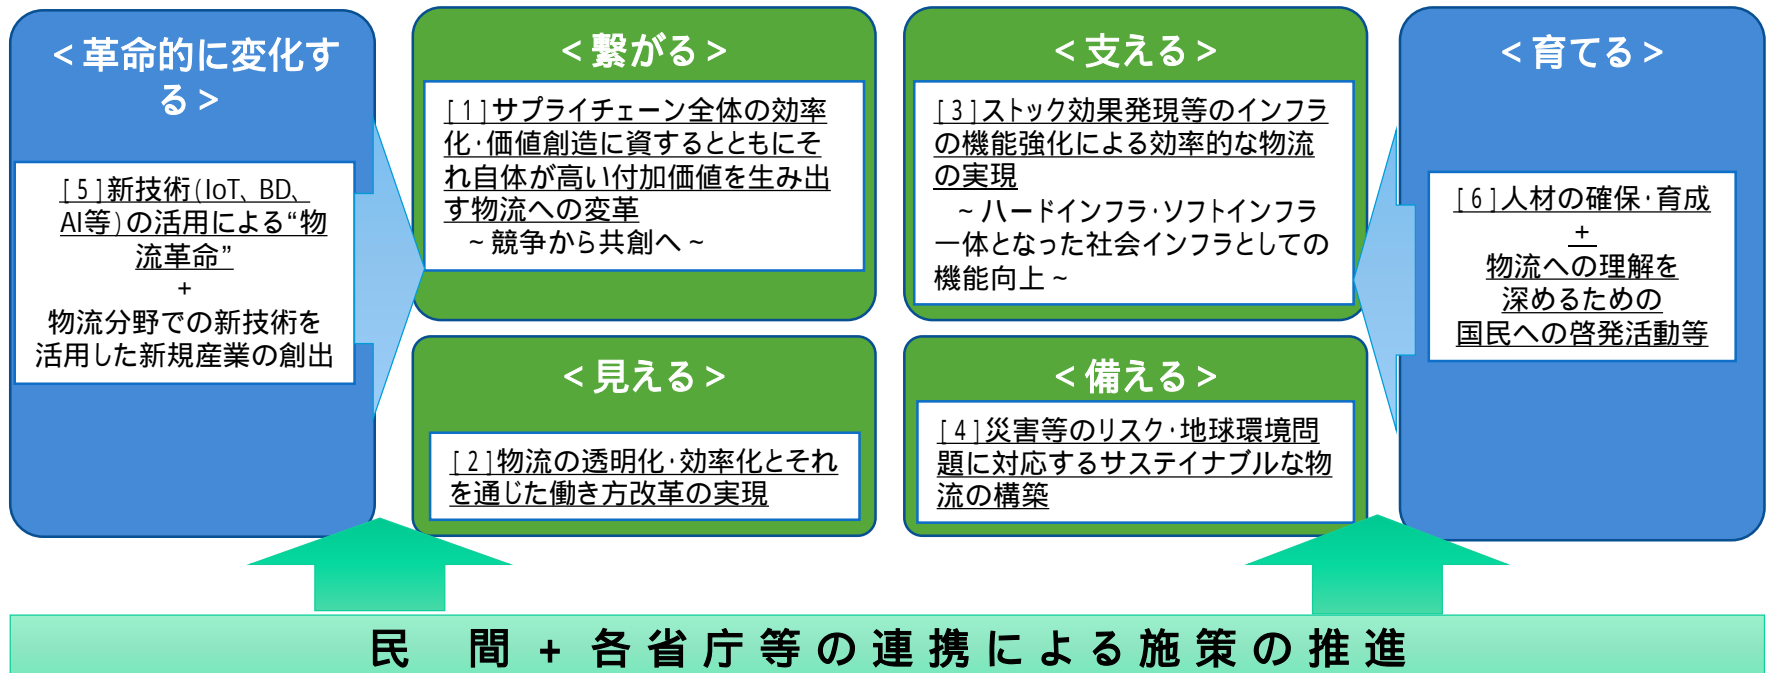 <革命的に変化す
る>
[5]新技術(IoT、BD、
AI等)の活用による“物
流革命”
+
物流分野での新技術を
活用した新規産業の創出
<繋がる>
[1]サプライチェーン全体の効率
化・価値創造に資するとともにそ
れ自体が高い付加価値を生み出
す物流への変革
~競争から共創へ~
<見える>
[2]物流の透明化・効率化とそれ
を通じた働き方改革の実現
<支える>
[3]ストック効果発現等のインフラ
の機能強化による効率的な物流
の実現
~ハードインフラ・ソフトインフラ
一体となった社会インフラとしての
機能向上~
<備える>
[4]災害等のリスク・地球環境問
題に対応するサステイナブルな物
流の構築
<育てる>
[6]人材の確保・育成
+
物流への理解を
深めるための
国民への啓発活動等
民 間 + 各省庁等の連携による施策の推進